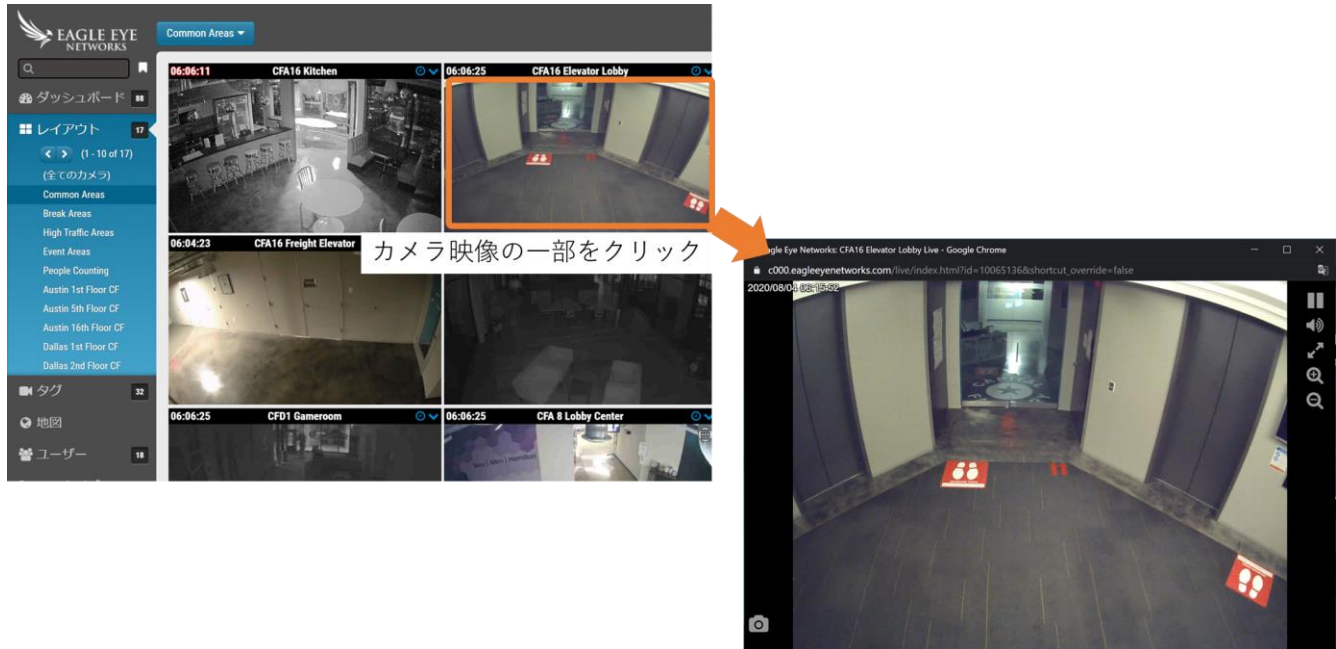 EAGLE EYE
NETWORKS
Common Areas
ダッシュボード 88
レイアウト 17
(1 - 10 of 17)
(全てのカメラ)
Common Areas
Break Areas
High Traffic Areas
Event Areas
People Counting
Austin 1st Floor CF
Austin 5th Floor CF
Austin 16th Floor CF
Dallas 1st Floor CF
Dallas 2nd Floor CF
タグ 32
地図
ユーザー 18
06:06:11 CFA16 Kitchen
06:06:25 CFA16 Elevator Lobby
06:04:23 CFA16 Freight Elevator
カメラ映像の一部をクリック
06:06:25 CFD1 Gameroom
06:06:25 CFA 8 Lobby Center
Eye Networks: CFA16 Elevator Lobby Live - Google Chrome
c000.eagleeyenetworks.com/live/index.html?id=10065136&shortcut_override=false
2020/08/04 06:15:52